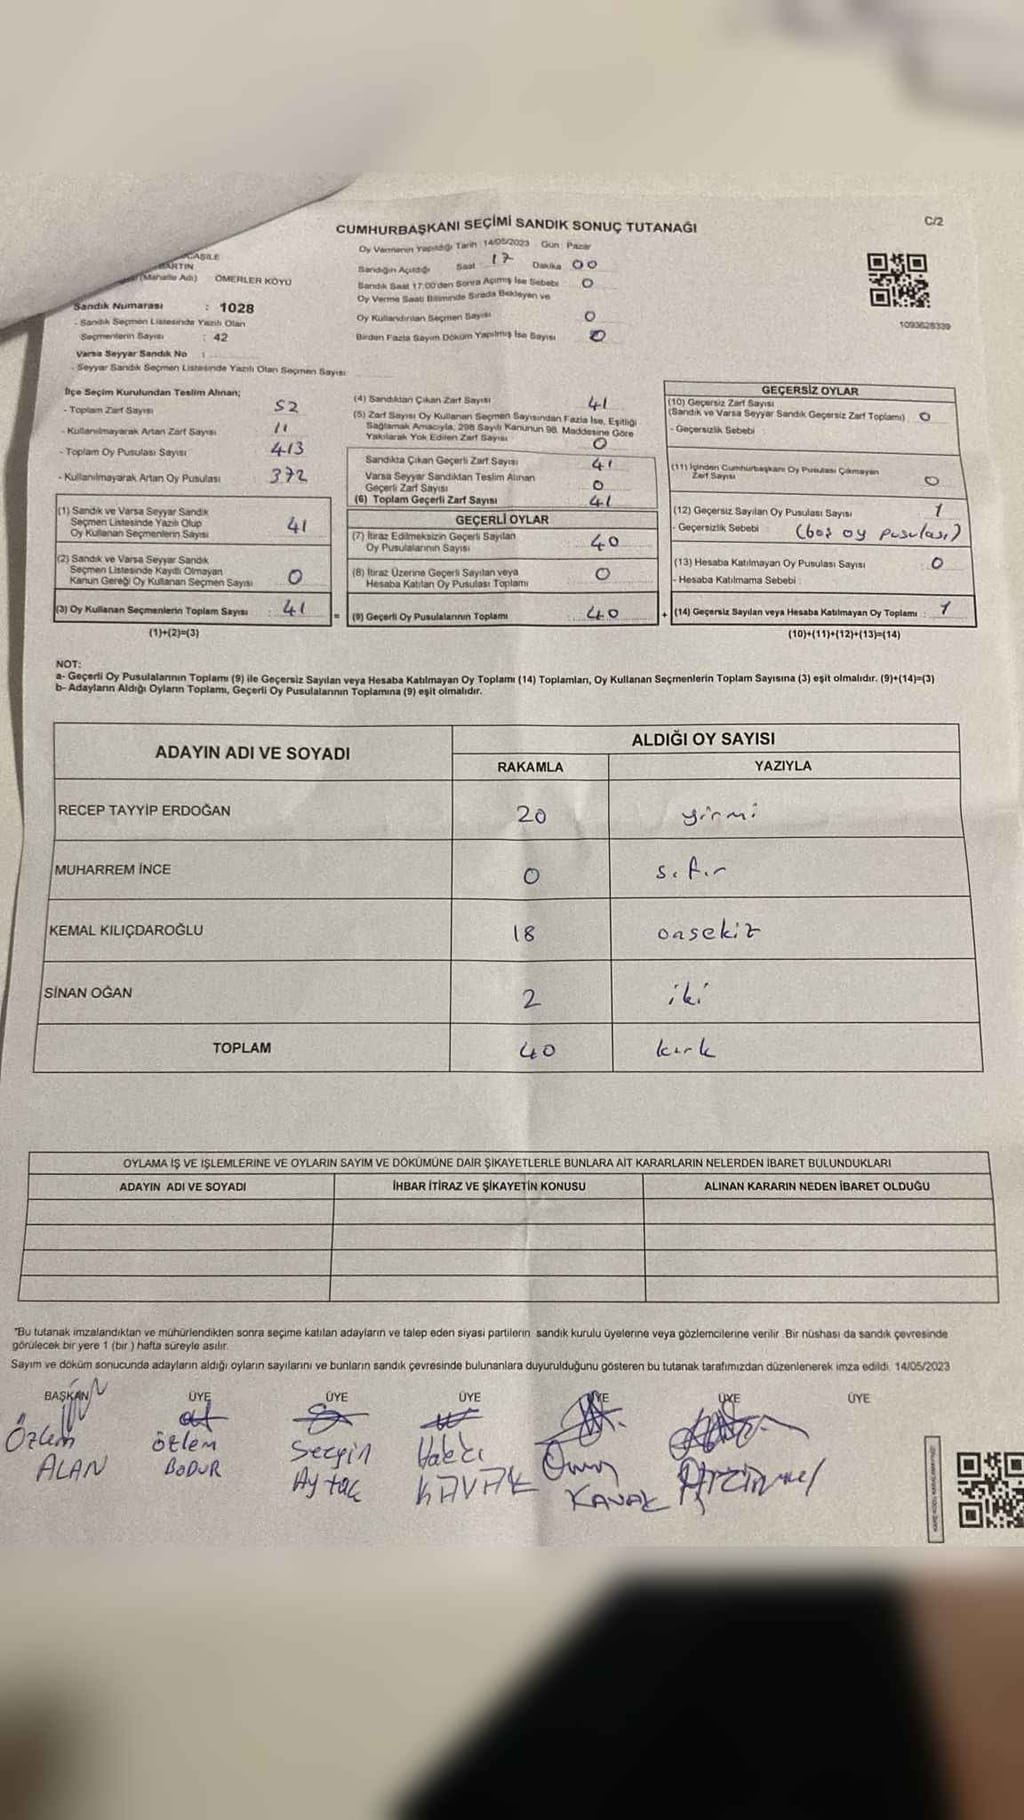 CUMHURBAŞKANI SEÇİMİ SANDIK SONUÇ TUTANAĞI
C/2
Oy Vermenin Yapıldığı Tarih 14/05/2023 Gün: Pazar
Sandığın Açıldığı Saat 17 Dakika 00
Sandık Saat 17:00'den Sonra Açımış İse Sebebi 0
Oy Verme Saati Bitiminde Sırada Bekleyen ve
Oy Kullandırılan Seçmen Sayısı 0
Birden Fazla Sayım Döküm Yapılmış İse Sayısı 0
1093628339
BARTIN
(Mahalle Adı) ÖMERLER KÖYÜ
Sandık Numarası : 1028
- Sandık Seçmen Listesinde Yazılı Olan
Seçmenlerin Sayısı : 42
Varsa Seyyar Sandık No :
- Seyyar Sandık Seçmen Listesinde Yazılı Olan Seçmen Sayısı:
İlçe Seçim Kurulundan Teslim Alınan;
- Toplam Zarf Sayısı 52
- Kullanılmayarak Artan Zarf Sayısı 11
- Toplam Oy Pusulası Sayısı 413
- Kullanılmayarak Artan Oy Pusulası 372
(1) Sandık ve Varsa Seyyar Sandık
Seçmen Listesinde Yazılı Olup
Oy Kullanan Seçmenlerin Sayısı 41
(2) Sandık ve Varsa Seyyar Sandık
Seçmen Listesinde Kayıtlı Olmayan
Kanun Gereği Oy Kullanan Seçmen Sayısı 0
(3) Oy Kullanan Seçmenlerin Toplam Sayısı : 41
(1)+(2)=(3)
(4) Sandıktan Çıkan Zarf Sayısı 41
(5) Zarf Sayısı Oy Kullanan Seçmen Sayısından Fazla İse, Eşitliği
Sağlamak Amacıyla, 298 Sayılı Kanunun 98. Maddesine Göre
Yakılarak Yok Edilen Zarf Sayısı 0
Sandıkta Çıkan Geçerli Zarf Sayısı 41
Varsa Seyyar Sandıktan Teslim Alınan
Geçerli Zarf Sayısı 0
(6) Toplam Geçerli Zarf Sayısı 41
GEÇERLİ OYLAR
(7) İtiraz Edilmeksizin Geçerli Sayılan
Oy Pusulalarının Sayısı 40
(8) İtiraz Üzerine Geçerli Sayılan veya
Hesaba Katılan Oy Pusulası Toplamı 0
= (9) Geçerli Oy Pusulalarının Toplamı 40
GEÇERSİZ OYLAR
(10) Geçersiz Zarf Sayısı
(Sandık ve Varsa Seyyar Sandık Geçersiz Zarf Toplamı) 0
- Geçersizlik Sebebi :
(11) İçinden Cumhurbaşkanı Oy Pusulası Çıkmayan
Zarf Sayısı 0
(12) Geçersiz Sayılan Oy Pusulası Sayısı 1
- Geçersizlik Sebebi : (boş oy pusulası)
(13) Hesaba Katılmayan Oy Pusulası Sayısı 0
- Hesaba Katılmama Sebebi :
+ (14) Geçersiz Sayılan veya Hesaba Katılmayan Oy Toplamı : 1
(10)+(11)+(12)+(13)=(14)
NOT:
a- Geçerli Oy Pusulalarının Toplamı (9) ile Geçersiz Sayılan veya Hesaba Katılmayan Oy Toplamı (14) Toplamları, Oy Kullanan Seçmenlerin Toplam Sayısına (3) eşit olmalıdır. (9)+(14)=(3)
b- Adayların Aldığı Oyların Toplamı, Geçerli Oy Pusulalarının Toplamına (9) eşit olmalıdır.
ADAYIN ADI VE SOYADI
ALDIĞI OY SAYISI
RAKAMLA YAZIYLA
RECEP TAYYİP ERDOĞAN 20 yirmi
MUHARREM İNCE 0 sıfır
KEMAL KILIÇDAROĞLU 18 onsekiz
SİNAN OĞAN 2 iki
TOPLAM 40 kırk
OYLAMA İŞ VE İŞLEMLERİNE VE OYLARIN SAYIM VE DÖKÜMÜNE DAİR ŞİKAYETLERLE BUNLARA AİT KARARLARIN NELERDEN İBARET BULUNDUKLARI
ADAYIN ADI VE SOYADI İHBAR İTİRAZ VE ŞİKAYETİN KONUSU ALINAN KARARIN NEDEN İBARET OLDUĞU
"Bu tutanak imzalandıktan ve mühürlendikten sonra seçime katılan adayların ve talep eden siyasi partilerin sandık kurulu üyelerine veya gözlemcilerine verilir. Bir nüshası da sandık çevresinde
görülecek bir yere 1 (bir) hafta süreyle asılır.
Sayım ve döküm sonucunda adayların aldığı oyların sayılarını ve bunların sandık çevresinde bulunanlara duyurulduğunu gösteren bu tutanak tarafımızdan düzenlenerek imza edildi. 14/05/2023
BAŞKAN ÜYE ÜYE ÜYE ÜYE ÜYE ÜYE
Özlem özlem Seçgin Hakkı
ALAN BODUR Aytaç KAVAK KAVAK